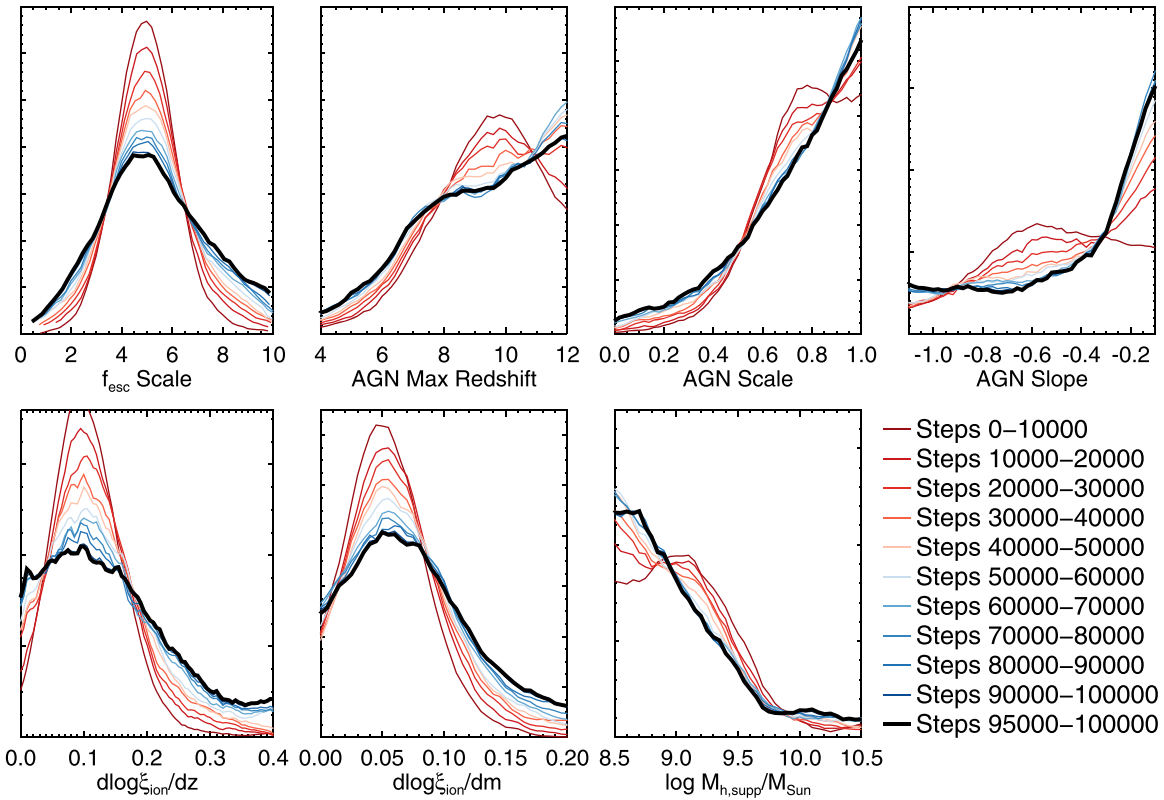 0 2 4 6 8 10
f_esc Scale
4 6 8 10 12
AGN Max Redshift
0.0 0.2 0.4 0.6 0.8 1.0
AGN Scale
-1.0 -0.8 -0.6 -0.4 -0.2
AGN Slope
0.0 0.1 0.2 0.3 0.4
dlogξ_ion/dz
0.00 0.05 0.10 0.15 0.20
dlogξ_ion/dm
8.5 9.0 9.5 10.0 10.5
log M_h,supp/M_Sun
Steps 0−10000
Steps 10000−20000
Steps 20000−30000
Steps 30000−40000
Steps 40000−50000
Steps 50000−60000
Steps 60000−70000
Steps 70000−80000
Steps 80000−90000
Steps 90000−100000
Steps 95000−100000